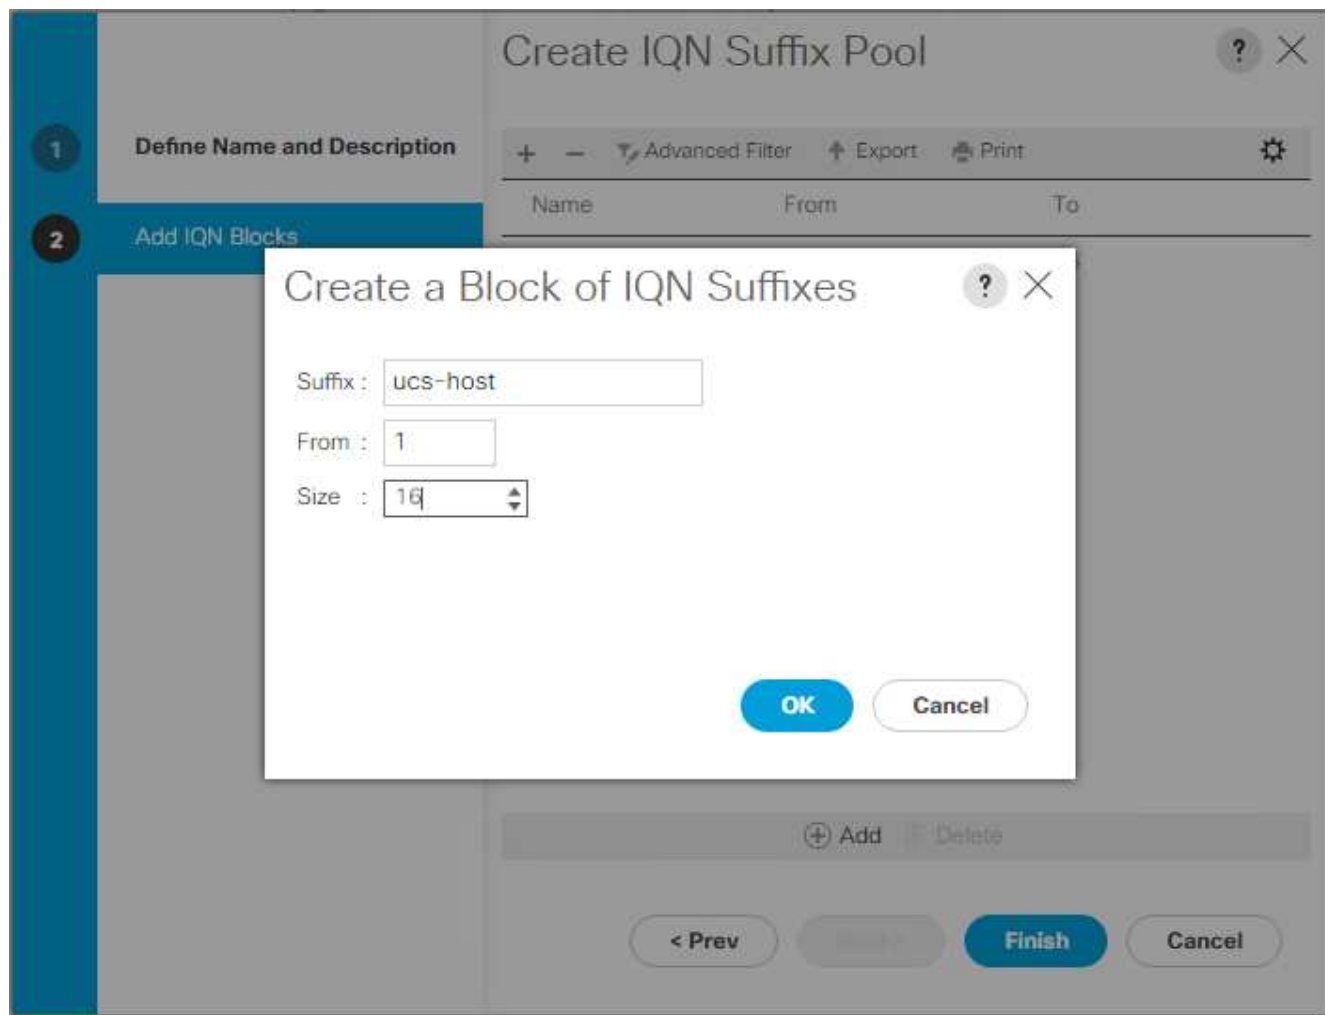 Create IQN Suffix Pool
?
1
Define Name and Description
+ − Advanced Filter Export Print
Name From To
2
Add IQN Blocks
Create a Block of IQN Suffixes
?
Suffix : ucs-host
From : 1
Size : 16
OK Cancel
Add Delete
< Prev Finish Cancel